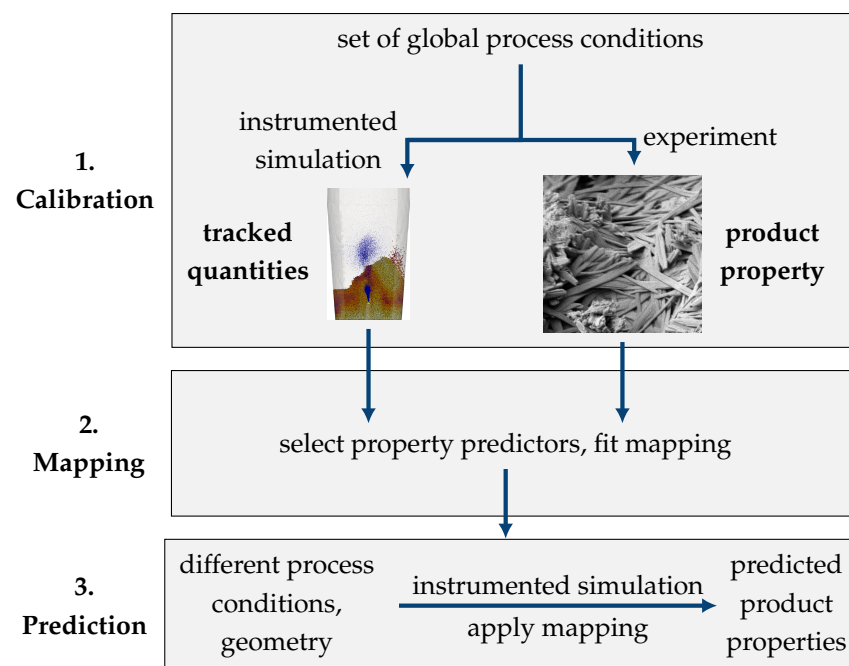 set of global process conditions
instrumented
simulation
experiment
1.
Calibration
tracked
quantities
product
property
2.
Mapping
select property predictors, fit mapping
3.
Prediction
different process
conditions,
geometry
instrumented simulation
apply mapping
predicted
product
properties